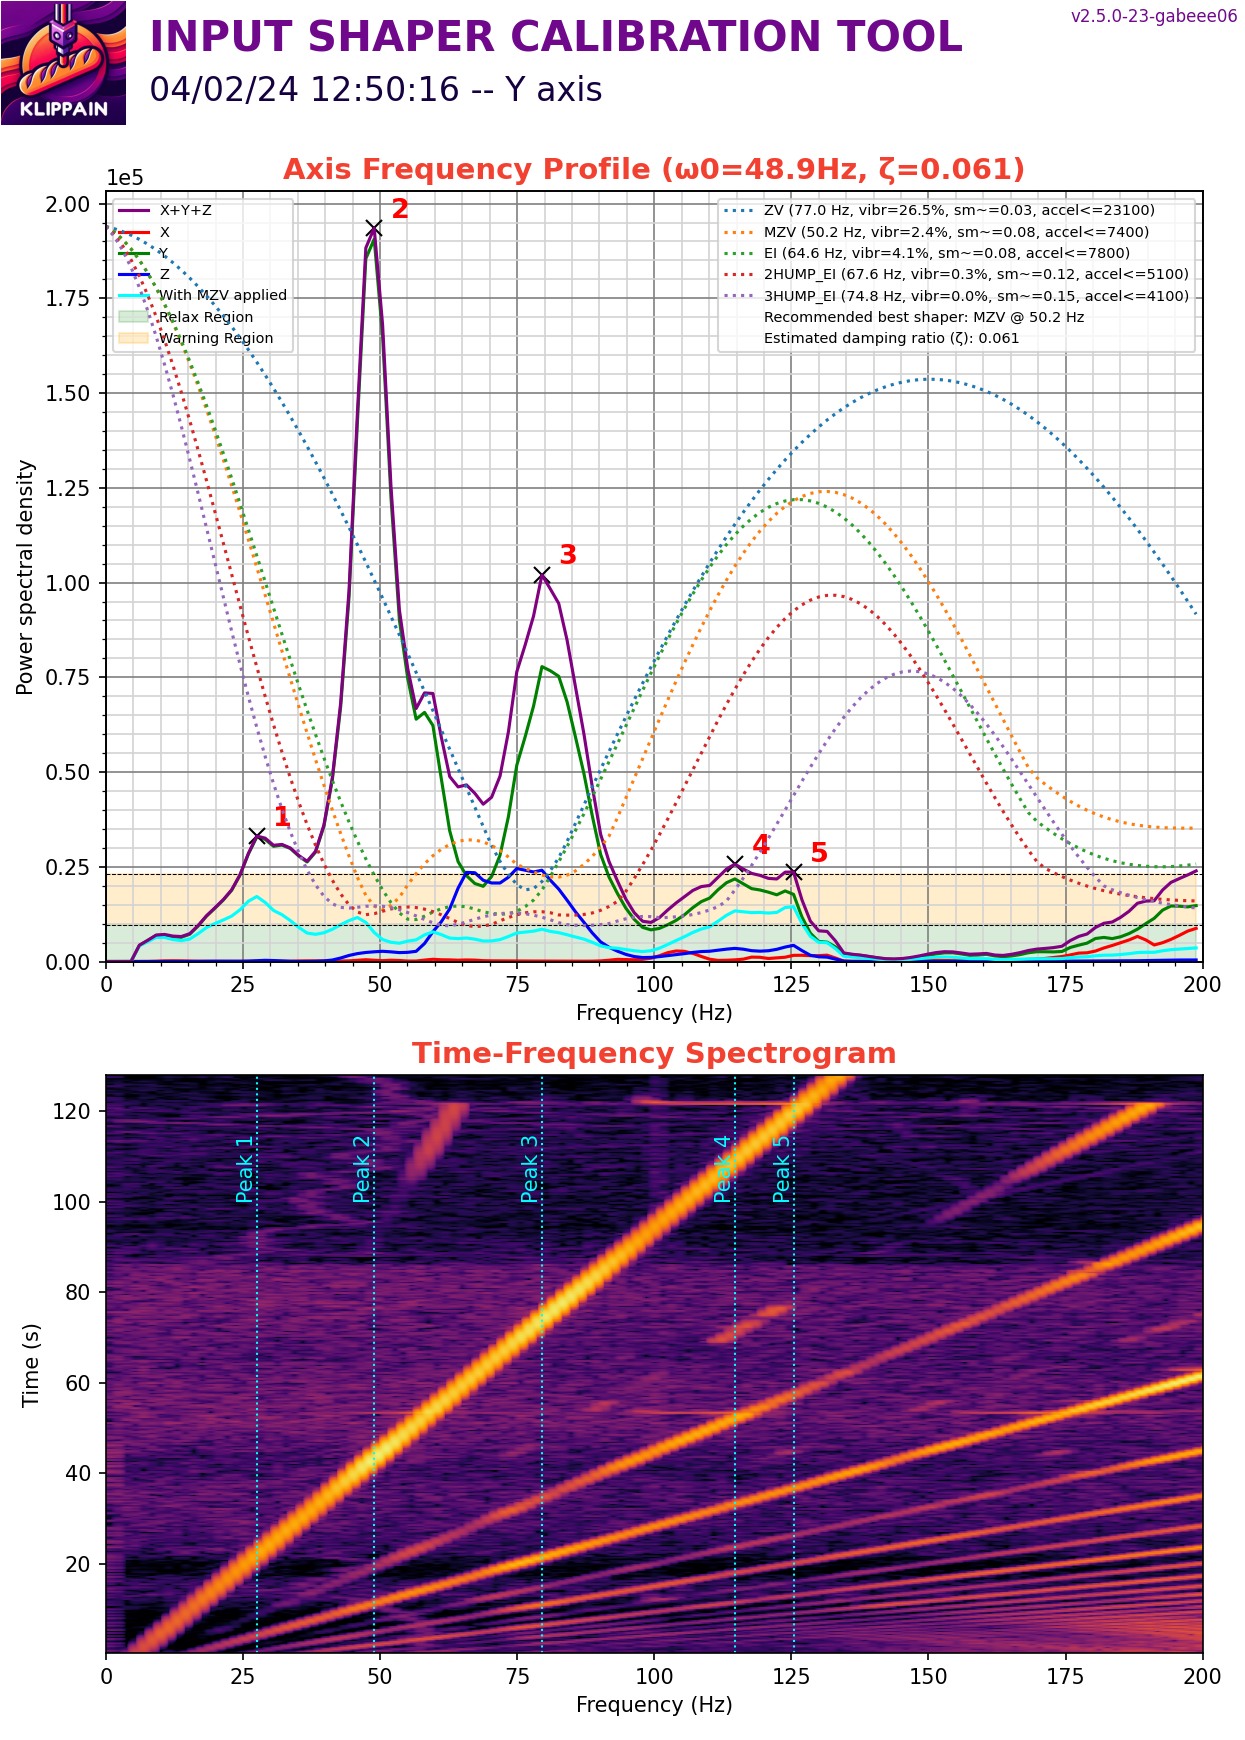 v2.5.0-23-gabeee06
INPUT SHAPER CALIBRATION TOOL
04/02/24 12:50:16 -- Y axis
KLIPPAIN
Axis Frequency Profile (ω0=48.9Hz, ζ=0.061)
1e5
X+Y+Z
X
Y
Z
With MZV applied
Relax Region
Warning Region
ZV (77.0 Hz, vibr=26.5%, sm~=0.03, accel<=23100)
MZV (50.2 Hz, vibr=2.4%, sm~=0.08, accel<=7400)
EI (64.6 Hz, vibr=4.1%, sm~=0.08, accel<=7800)
2HUMP_EI (67.6 Hz, vibr=0.3%, sm~=0.12, accel<=5100)
3HUMP_EI (74.8 Hz, vibr=0.0%, sm~=0.15, accel<=4100)
Recommended best shaper: MZV @ 50.2 Hz
Estimated damping ratio (ζ): 0.061
2.00
1.75
1.50
1.25
1.00
0.75
0.50
0.25
0.00
Power spectral density
1
2
3
4
5
0 25 50 75 100 125 150 175 200
Frequency (Hz)
Time-Frequency Spectrogram
120
100
80
60
40
20
Time (s)
Peak 1
Peak 2
Peak 3
Peak 4
Peak 5
0 25 50 75 100 125 150 175 200
Frequency (Hz)